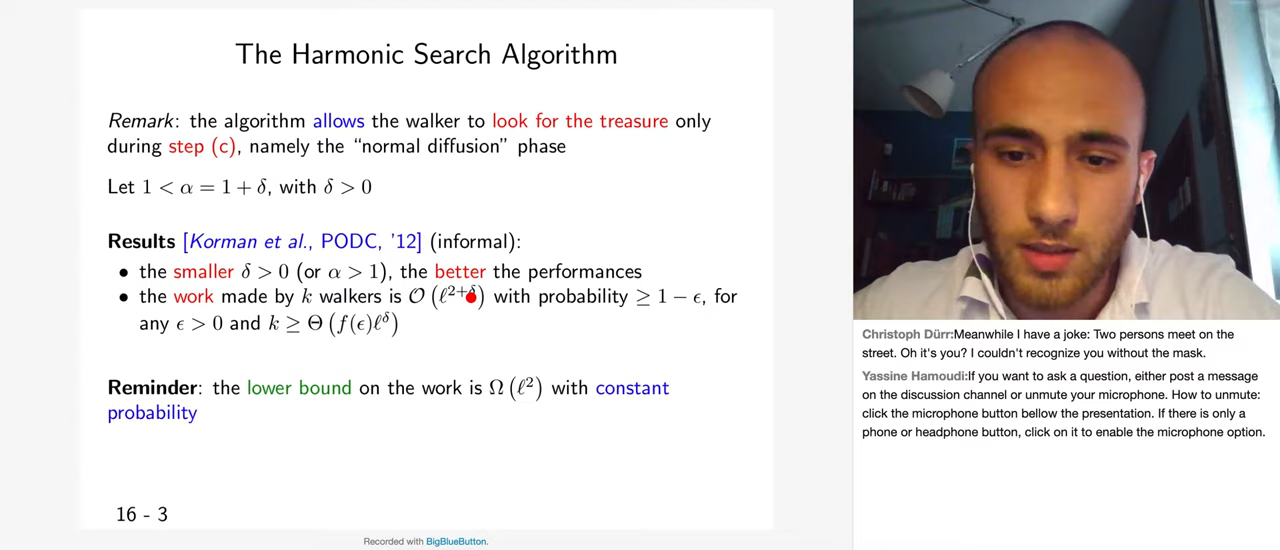 The Harmonic Search Algorithm
Remark: the algorithm allows the walker to look for the treasure only
during step (c), namely the “normal diffusion” phase
Let 1 < α = 1 + δ, with δ > 0
Results [Korman et al., PODC, '12] (informal):
• the smaller δ > 0 (or α > 1), the better the performances
• the work made by k walkers is O (ℓ²⁺δ) with probability ≥ 1 − ϵ, for
any ϵ > 0 and k ≥ Θ (f(ϵ)ℓ^δ)
Reminder: the lower bound on the work is Ω (ℓ²) with constant
probability
16 - 3
Recorded with BigBlueButton.
Christoph Dürr:Meanwhile I have a joke: Two persons meet on the
street. Oh it's you? I couldn't recognize you without the mask.
Yassine Hamoudi:If you want to ask a question, either post a message
on the discussion channel or unmute your microphone. How to unmute:
click the microphone button bellow the presentation. If there is only a
phone or headphone button, click on it to enable the microphone option.